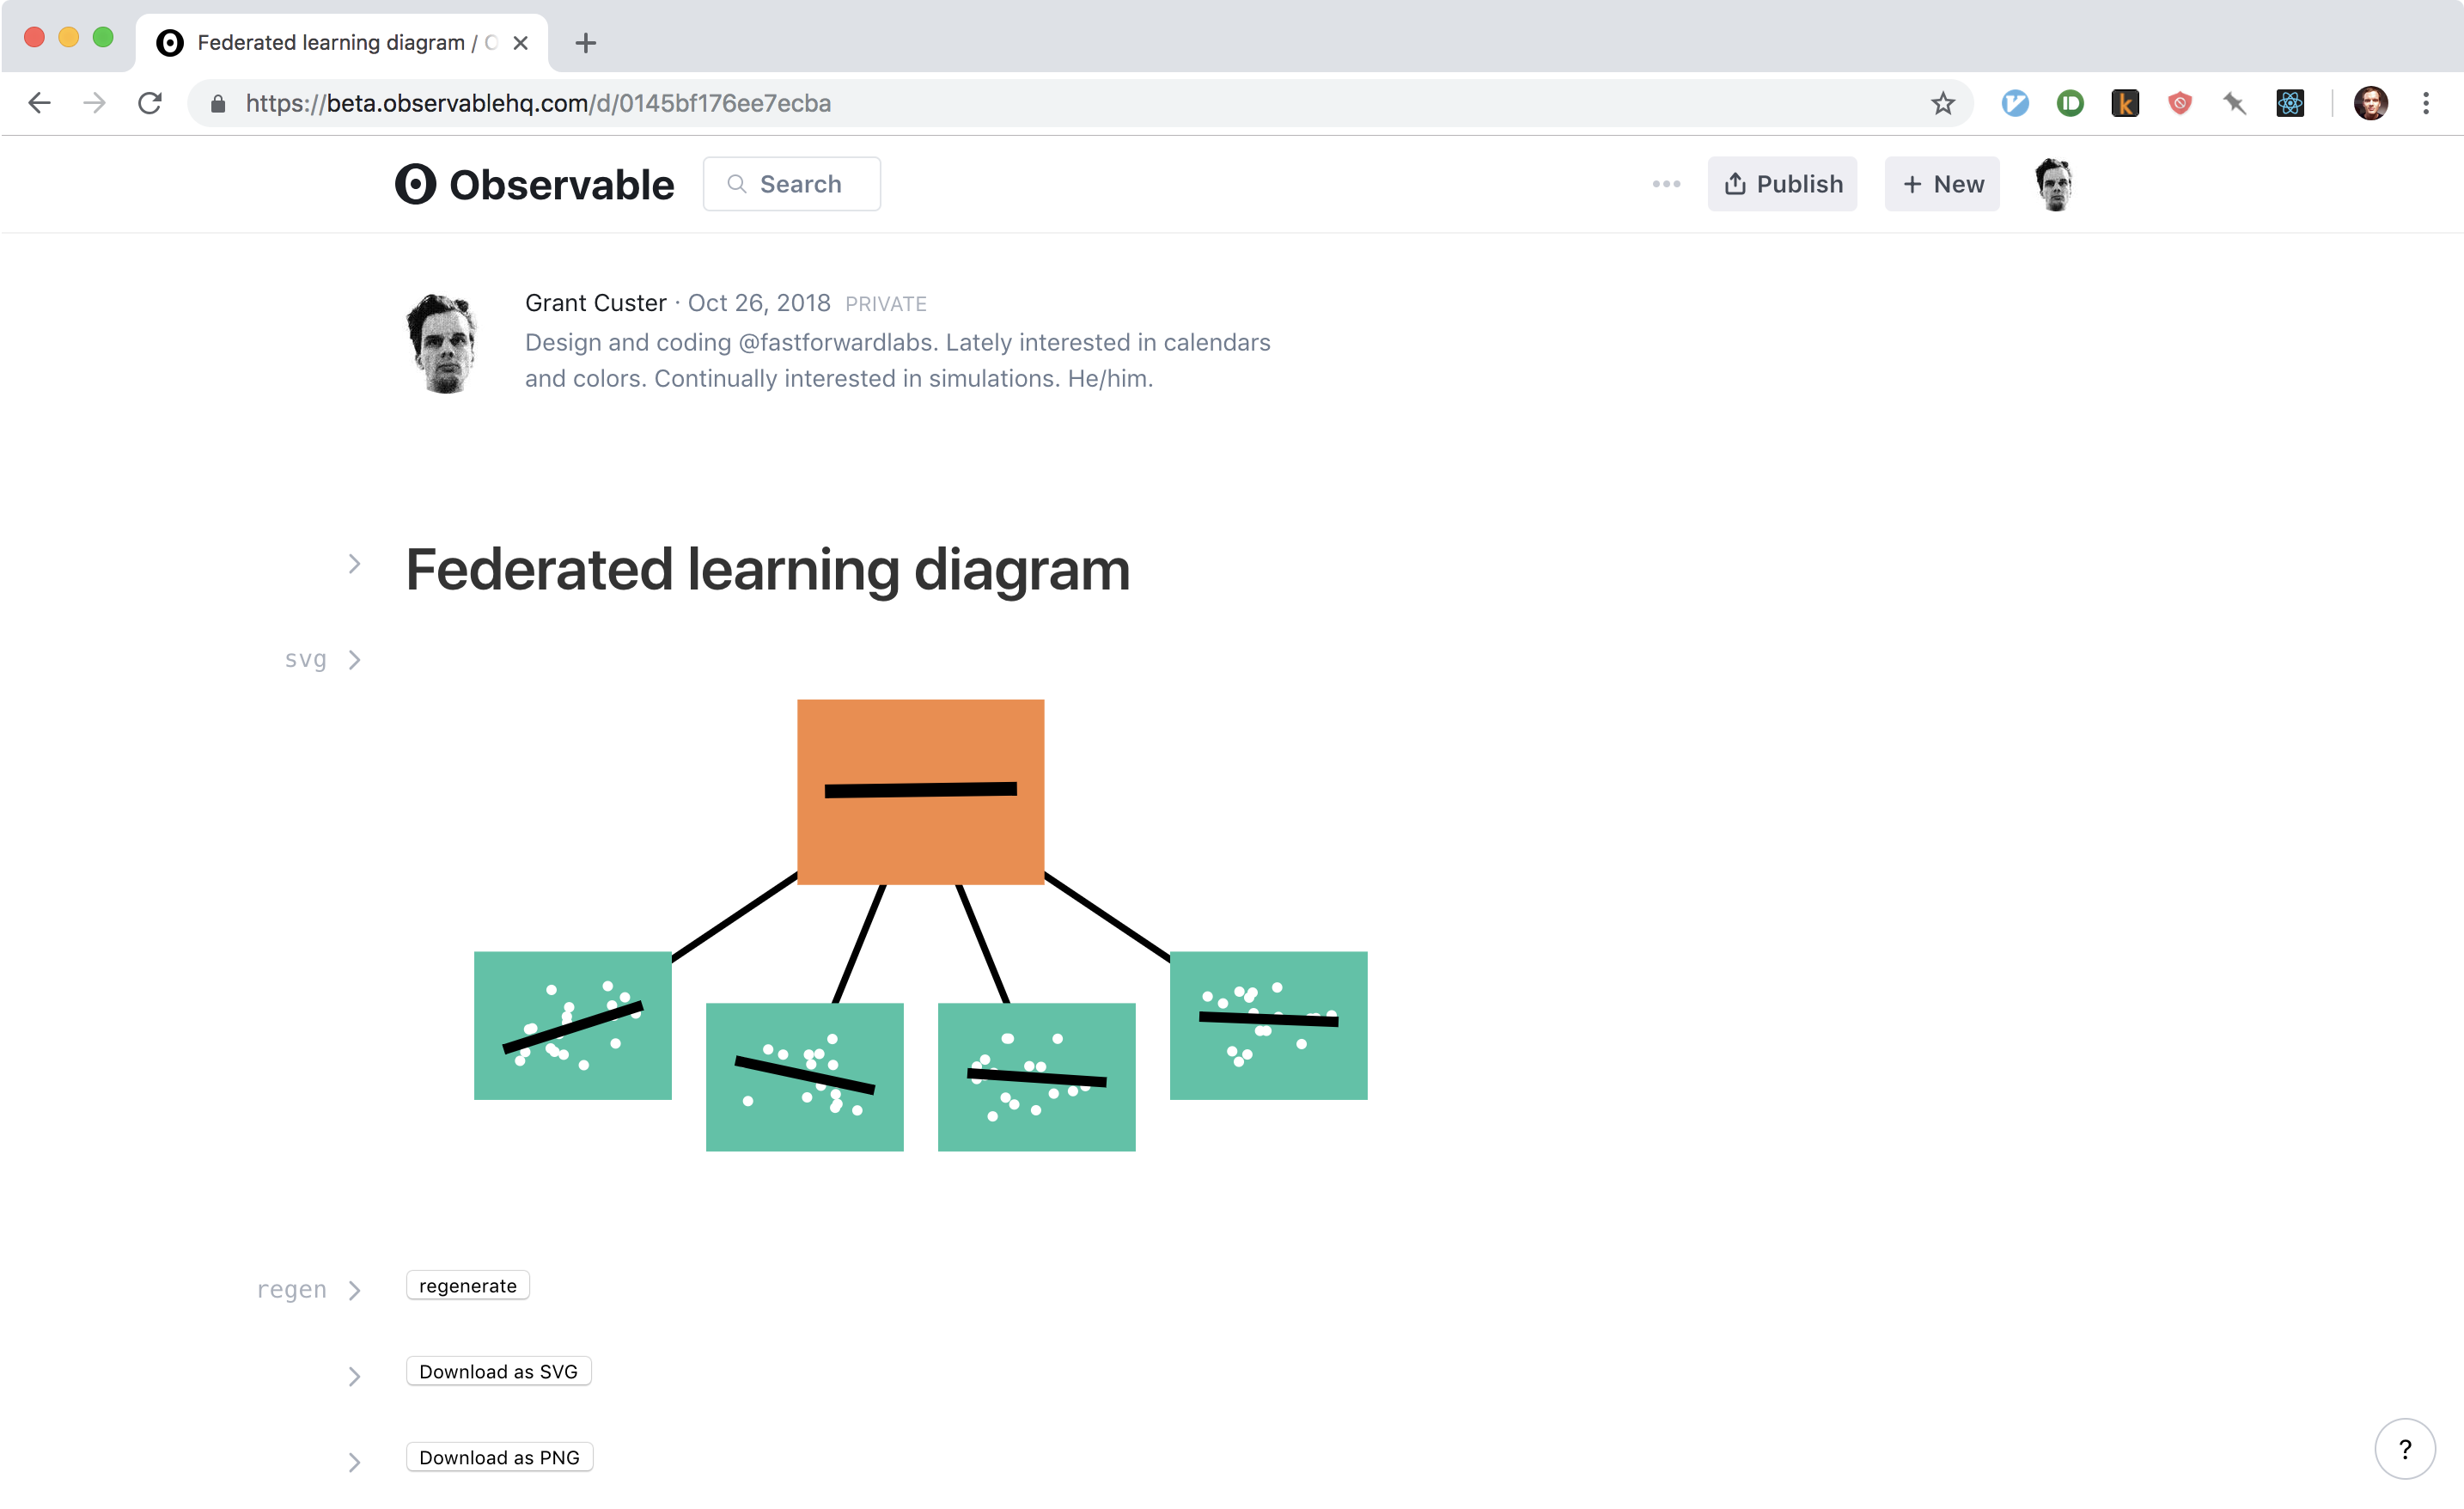 Federated learning diagram / O
https://beta.observablehq.com/d/0145bf176ee7ecba
Observable
Search
Publish
+ New
Grant Custer · Oct 26, 2018 PRIVATE
Design and coding @fastforwardlabs. Lately interested in calendars
and colors. Continually interested in simulations. He/him.
Federated learning diagram
svg
regen
regenerate
Download as SVG
Download as PNG
?